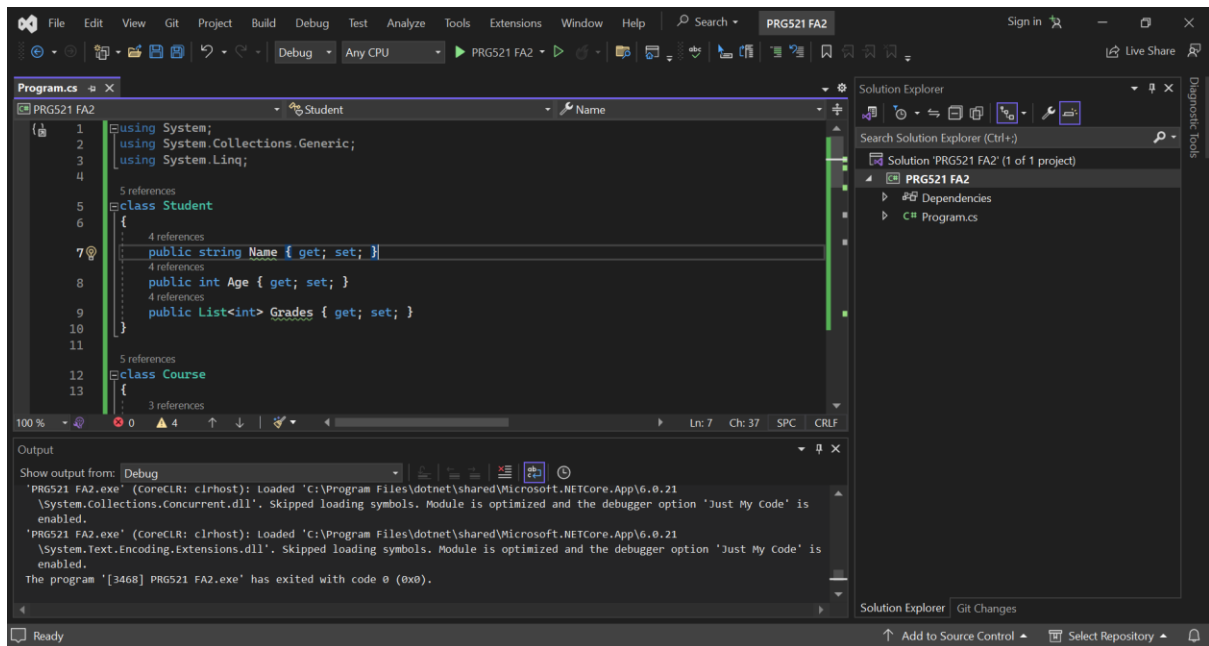 File Edit View Git Project Build Debug Test Analyze Tools Extensions Window Help Search PRG521 FA2 Sign in
Debug Any CPU PRG521 FA2 Live Share
Program.cs
PRG521 FA2 Student Name
1 using System;
2 using System.Collections.Generic;
3 using System.Linq;
4
5 references
5 class Student
6 {
4 references
7 public string Name { get; set; }
4 references
8 public int Age { get; set; }
4 references
9 public List<int> Grades { get; set; }
10 }
11
5 references
12 class Course
13 {
3 references
100 % 0 4 Ln: 7 Ch: 37 SPC CRLF
Output
Show output from: Debug
'PRG521 FA2.exe' (CoreCLR: clrhost): Loaded 'C:\Program Files\dotnet\shared\Microsoft.NETCore.App\6.0.21
\System.Collections.Concurrent.dll'. Skipped loading symbols. Module is optimized and the debugger option 'Just My Code' is
enabled.
'PRG521 FA2.exe' (CoreCLR: clrhost): Loaded 'C:\Program Files\dotnet\shared\Microsoft.NETCore.App\6.0.21
\System.Text.Encoding.Extensions.dll'. Skipped loading symbols. Module is optimized and the debugger option 'Just My Code' is
enabled.
The program '[3468] PRG521 FA2.exe' has exited with code 0 (0x0).
Solution Explorer
Search Solution Explorer (Ctrl+;)
Solution 'PRG521 FA2' (1 of 1 project)
C# PRG521 FA2
Dependencies
C# Program.cs
Solution Explorer Git Changes
Diagnostic Tools
Ready Add to Source Control Select Repository